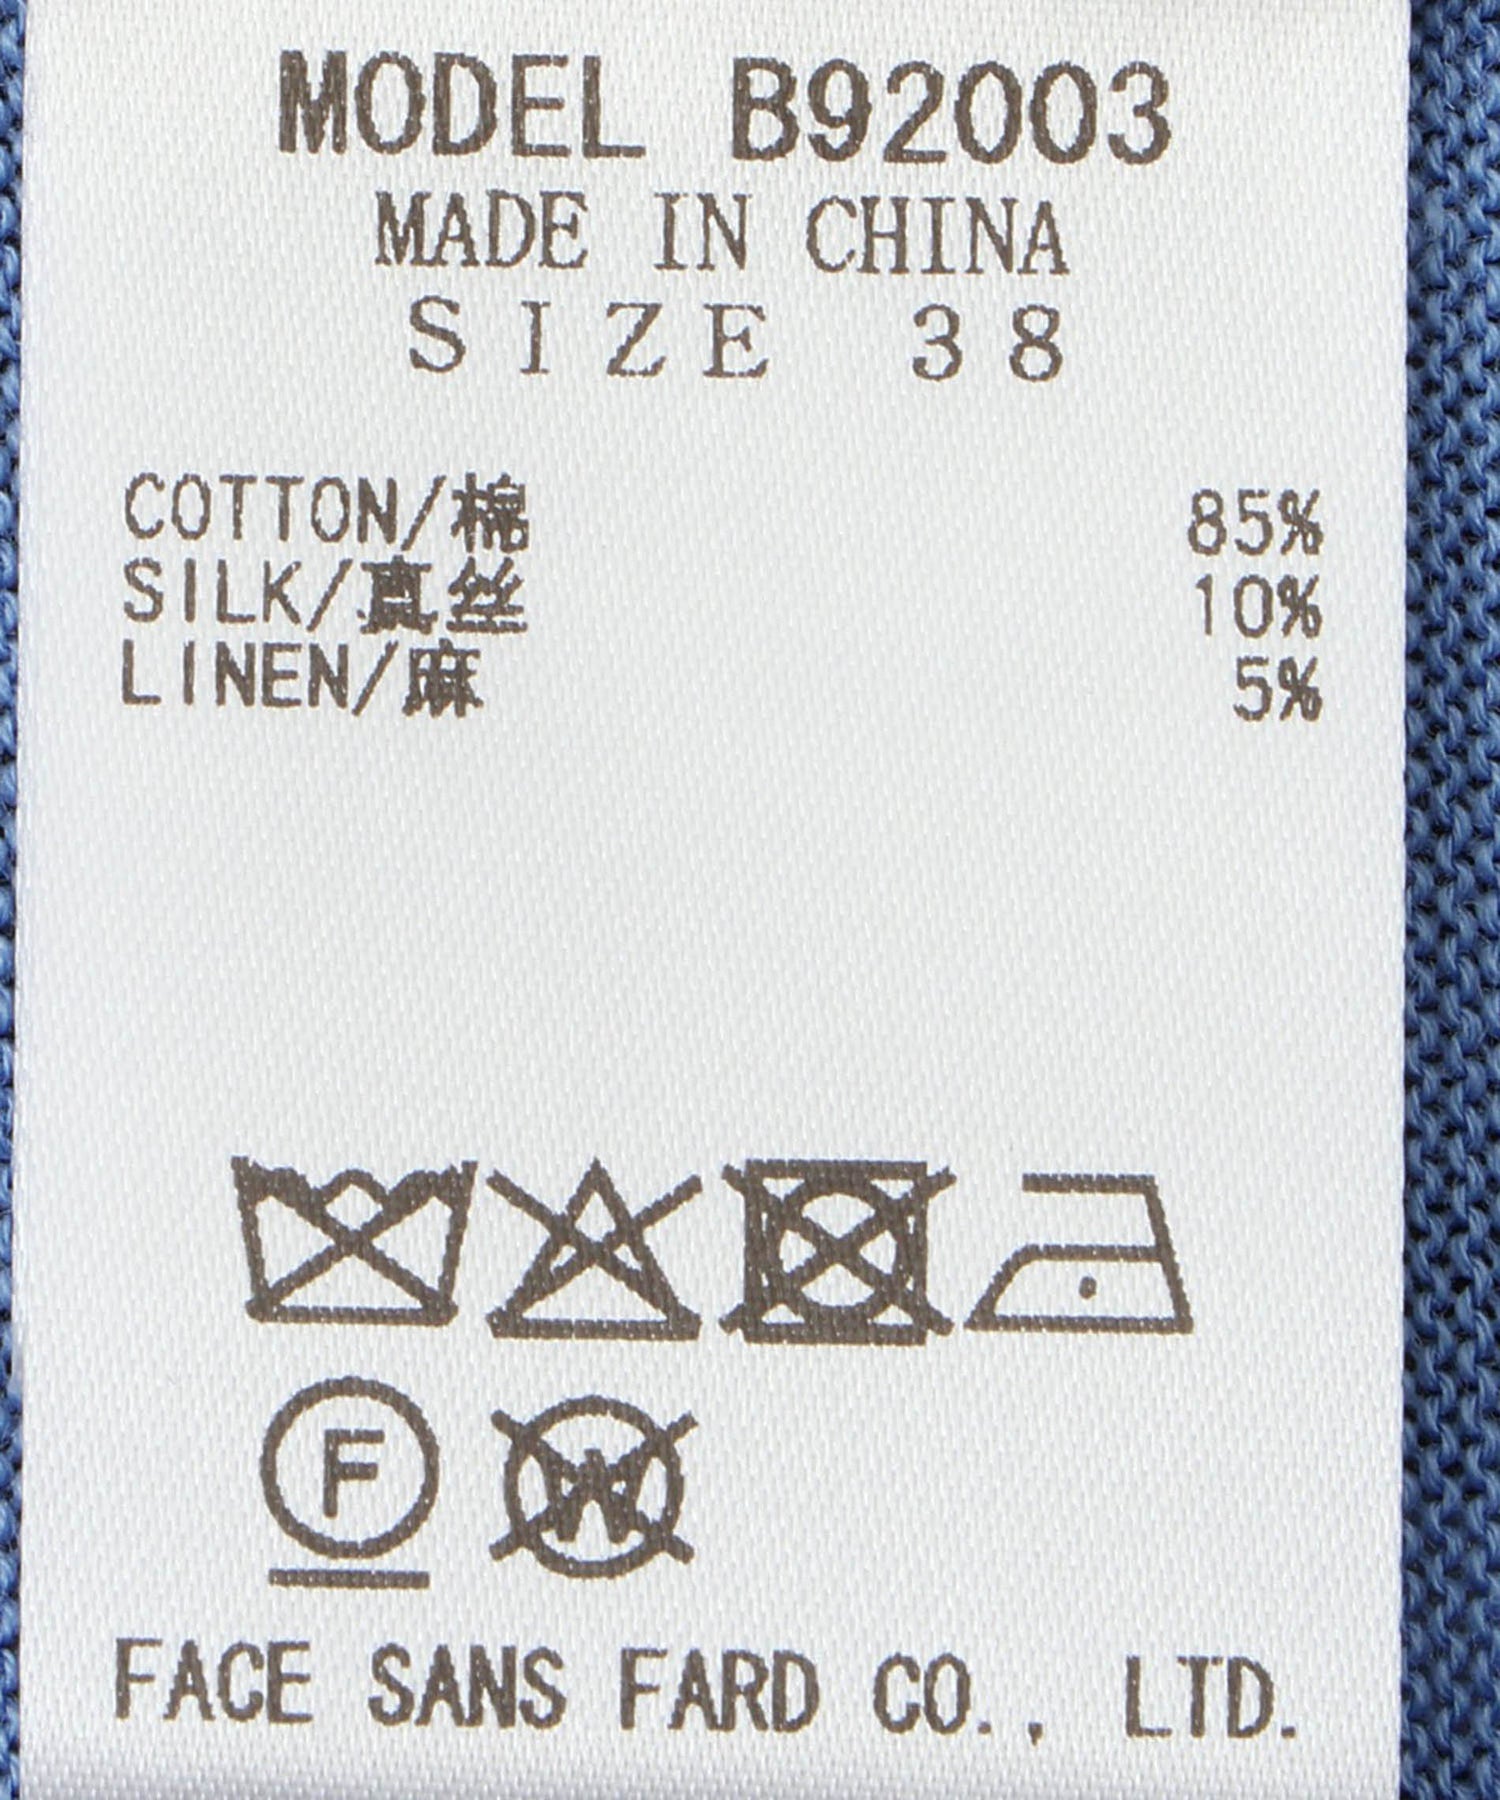 MODEL B92003
MADE IN CHINA
SIZE 38
COTTON/棉 85%
SILK/真丝 10%
LINEN/麻 5%
F
W
FACE SANS FARD CO., LTD.